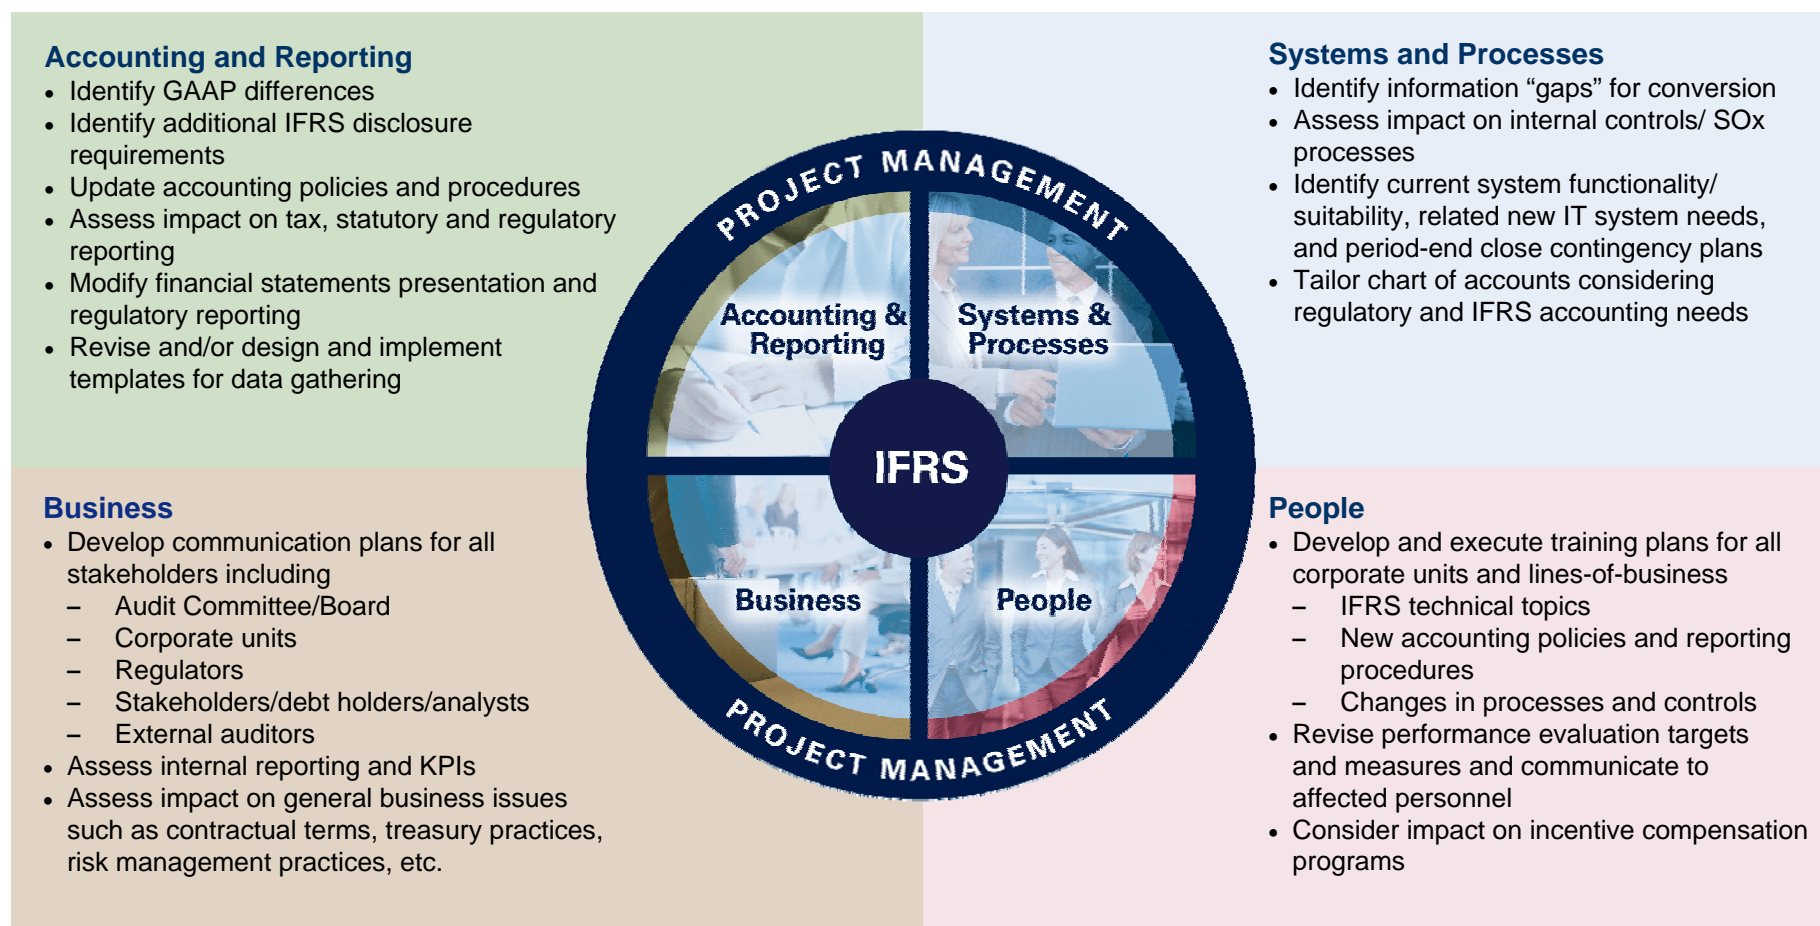 Accounting and Reporting
• Identify GAAP differences
• Identify additional IFRS disclosure
requirements
• Update accounting policies and procedures
• Assess impact on tax, statutory and regulatory
reporting
• Modify financial statements presentation and
regulatory reporting
• Revise and/or design and implement
templates for data gathering
Systems and Processes
• Identify information “gaps” for conversion
• Assess impact on internal controls/ SOx
processes
• Identify current system functionality/
suitability, related new IT system needs,
and period-end close contingency plans
• Tailor chart of accounts considering
regulatory and IFRS accounting needs
PROJECT MANAGEMENT
Accounting &
Reporting
Systems &
Processes
IFRS
Business
People
PROJECT MANAGEMENT
Business
• Develop communication plans for all
stakeholders including
– Audit Committee/Board
– Corporate units
– Regulators
– Stakeholders/debt holders/analysts
– External auditors
• Assess internal reporting and KPIs
• Assess impact on general business issues
such as contractual terms, treasury practices,
risk management practices, etc.
People
• Develop and execute training plans for all
corporate units and lines-of-business
– IFRS technical topics
– New accounting policies and reporting
procedures
– Changes in processes and controls
• Revise performance evaluation targets
and measures and communicate to
affected personnel
• Consider impact on incentive compensation
programs